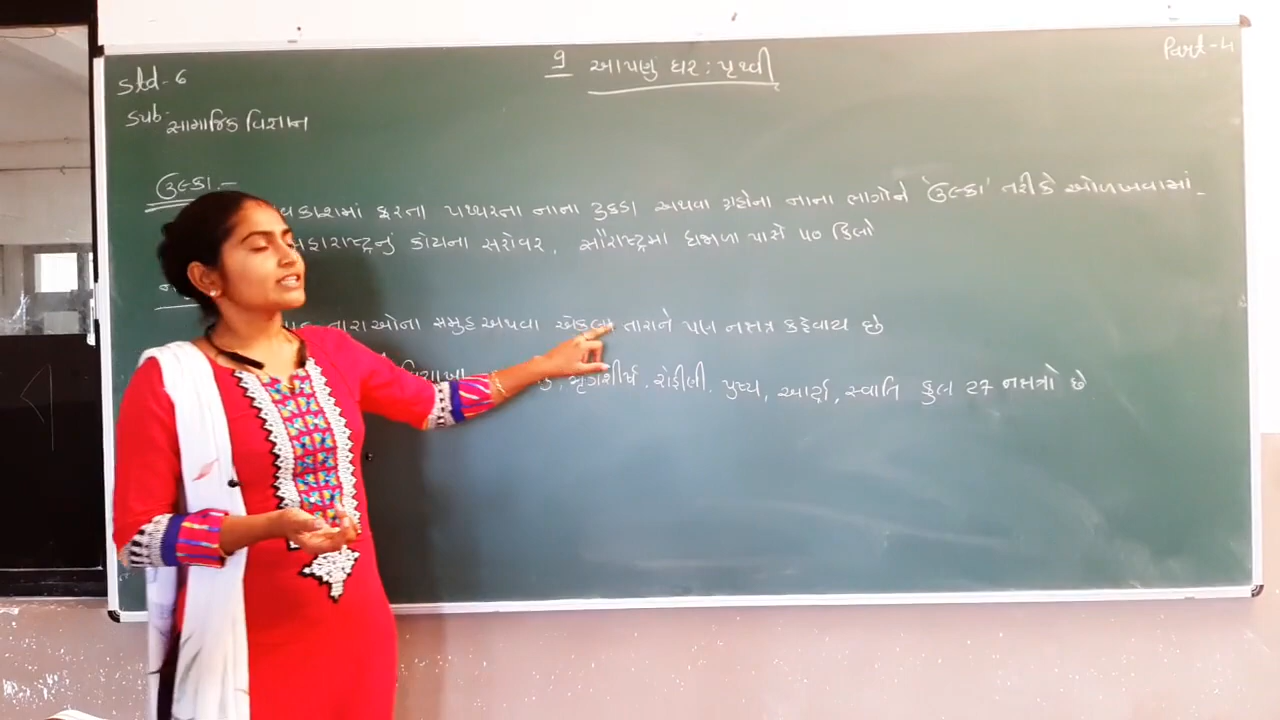 Std-6
૧ આપણુ ઘર : પૃથ્વી
Part-4
Sub- સામાજિક વિજ્ઞાન
ઉલ્કા :-
અવકાશમાં ફરતા પથ્થરના નાના ટુકડા અથવા ગ્રહોના નાના ભાગોને 'ઉલ્કા' તરીકે ઓળખવામાં
મહારાષ્ટ્રનું સરોવર, સૌરાષ્ટ્રમાં ધજાળા પાસે ૫૦ કિલો
તારાઓના સમુહ અથવા એકલા તારાને પણ નક્ષત્ર કહેવાય છે
મૃગશીર્ષ, રોહીણી, પુષ્ય, આર્દ્રા, સ્વાતિ કુલ 27 નક્ષત્રો છે